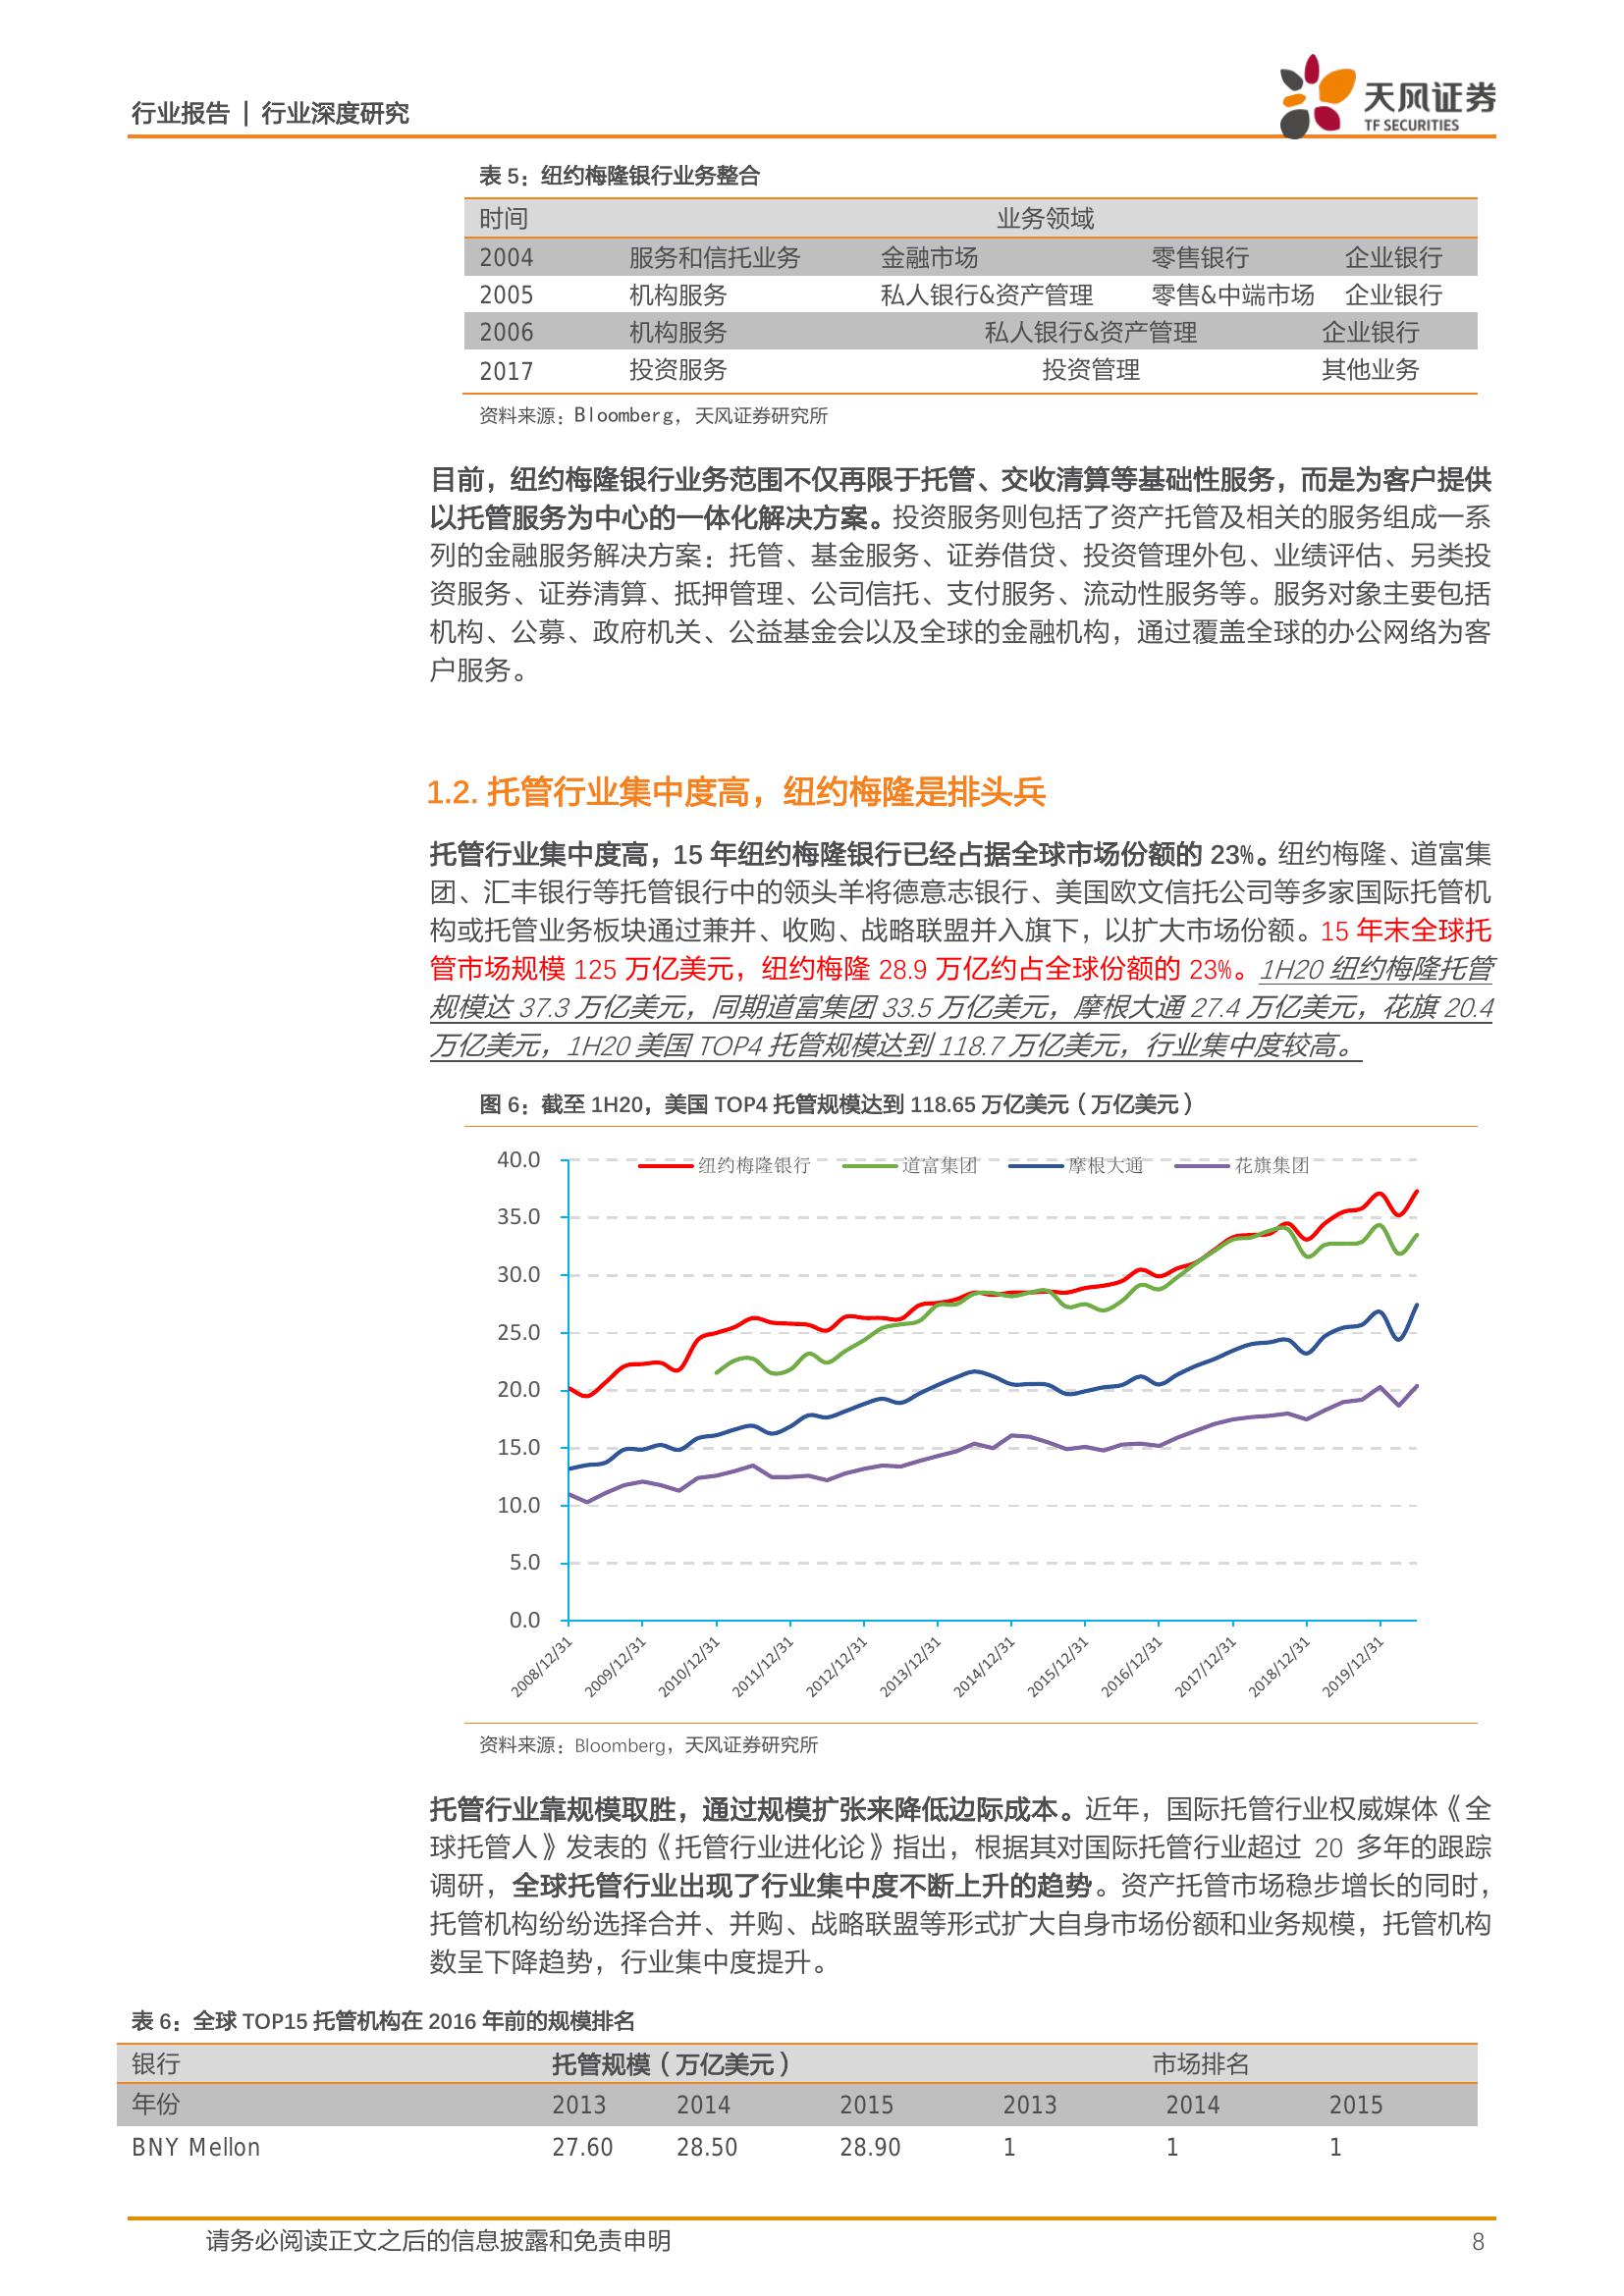 行业报告 | 行业深度研究
天风证券
TF SECURITIES
表 5：纽约梅隆银行业务整合
时间 业务领域
2004 服务和信托业务 金融市场 零售银行 企业银行
2005 机构服务 私人银行&资产管理 零售&中端市场 企业银行
2006 机构服务 私人银行&资产管理 企业银行
2017 投资服务 投资管理 其他业务
资料来源：Bloomberg，天风证券研究所
目前，纽约梅隆银行业务范围不仅再限于托管、交收清算等基础性服务，而是为客户提供
以托管服务为中心的一体化解决方案。投资服务则包括了资产托管及相关的服务组成一系
列的金融服务解决方案：托管、基金服务、证券借贷、投资管理外包、业绩评估、另类投
资服务、证券清算、抵押管理、公司信托、支付服务、流动性服务等。服务对象主要包括
机构、公募、政府机关、公益基金会以及全球的金融机构，通过覆盖全球的办公网络为客
户服务。
1.2. 托管行业集中度高，纽约梅隆是排头兵
托管行业集中度高，15 年纽约梅隆银行已经占据全球市场份额的 23%。纽约梅隆、道富集
团、汇丰银行等托管银行中的领头羊将德意志银行、美国欧文信托公司等多家国际托管机
构或托管业务板块通过兼并、收购、战略联盟并入旗下，以扩大市场份额。15 年末全球托
管市场规模 125 万亿美元，纽约梅隆 28.9 万亿约占全球份额的 23%。1H20 纽约梅隆托管
规模达 37.3 万亿美元，同期道富集团 33.5 万亿美元，摩根大通 27.4 万亿美元，花旗 20.4
万亿美元，1H20 美国 TOP4 托管规模达到 118.7 万亿美元，行业集中度较高。
图 6：截至 1H20，美国 TOP4 托管规模达到 118.65 万亿美元（万亿美元）
纽约梅隆银行 道富集团 摩根大通 花旗集团
40.0
35.0
30.0
25.0
20.0
15.0
10.0
5.0
0.0
2008/12/31 2009/12/31 2010/12/31 2011/12/31 2012/12/31 2013/12/31 2014/12/31 2015/12/31 2016/12/31 2017/12/31 2018/12/31 2019/12/31
资料来源：Bloomberg，天风证券研究所
托管行业靠规模取胜，通过规模扩张来降低边际成本。近年，国际托管行业权威媒体《全
球托管人》发表的《托管行业进化论》指出，根据其对国际托管行业超过 20 多年的跟踪
调研，全球托管行业出现了行业集中度不断上升的趋势。资产托管市场稳步增长的同时，
托管机构纷纷选择合并、并购、战略联盟等形式扩大自身市场份额和业务规模，托管机构
数呈下降趋势，行业集中度提升。
表 6：全球 TOP15 托管机构在 2016 年前的规模排名
银行 托管规模（万亿美元） 市场排名
年份 2013 2014 2015 2013 2014 2015
BNY Mellon 27.60 28.50 28.90 1 1 1
请务必阅读正文之后的信息披露和免责申明 8